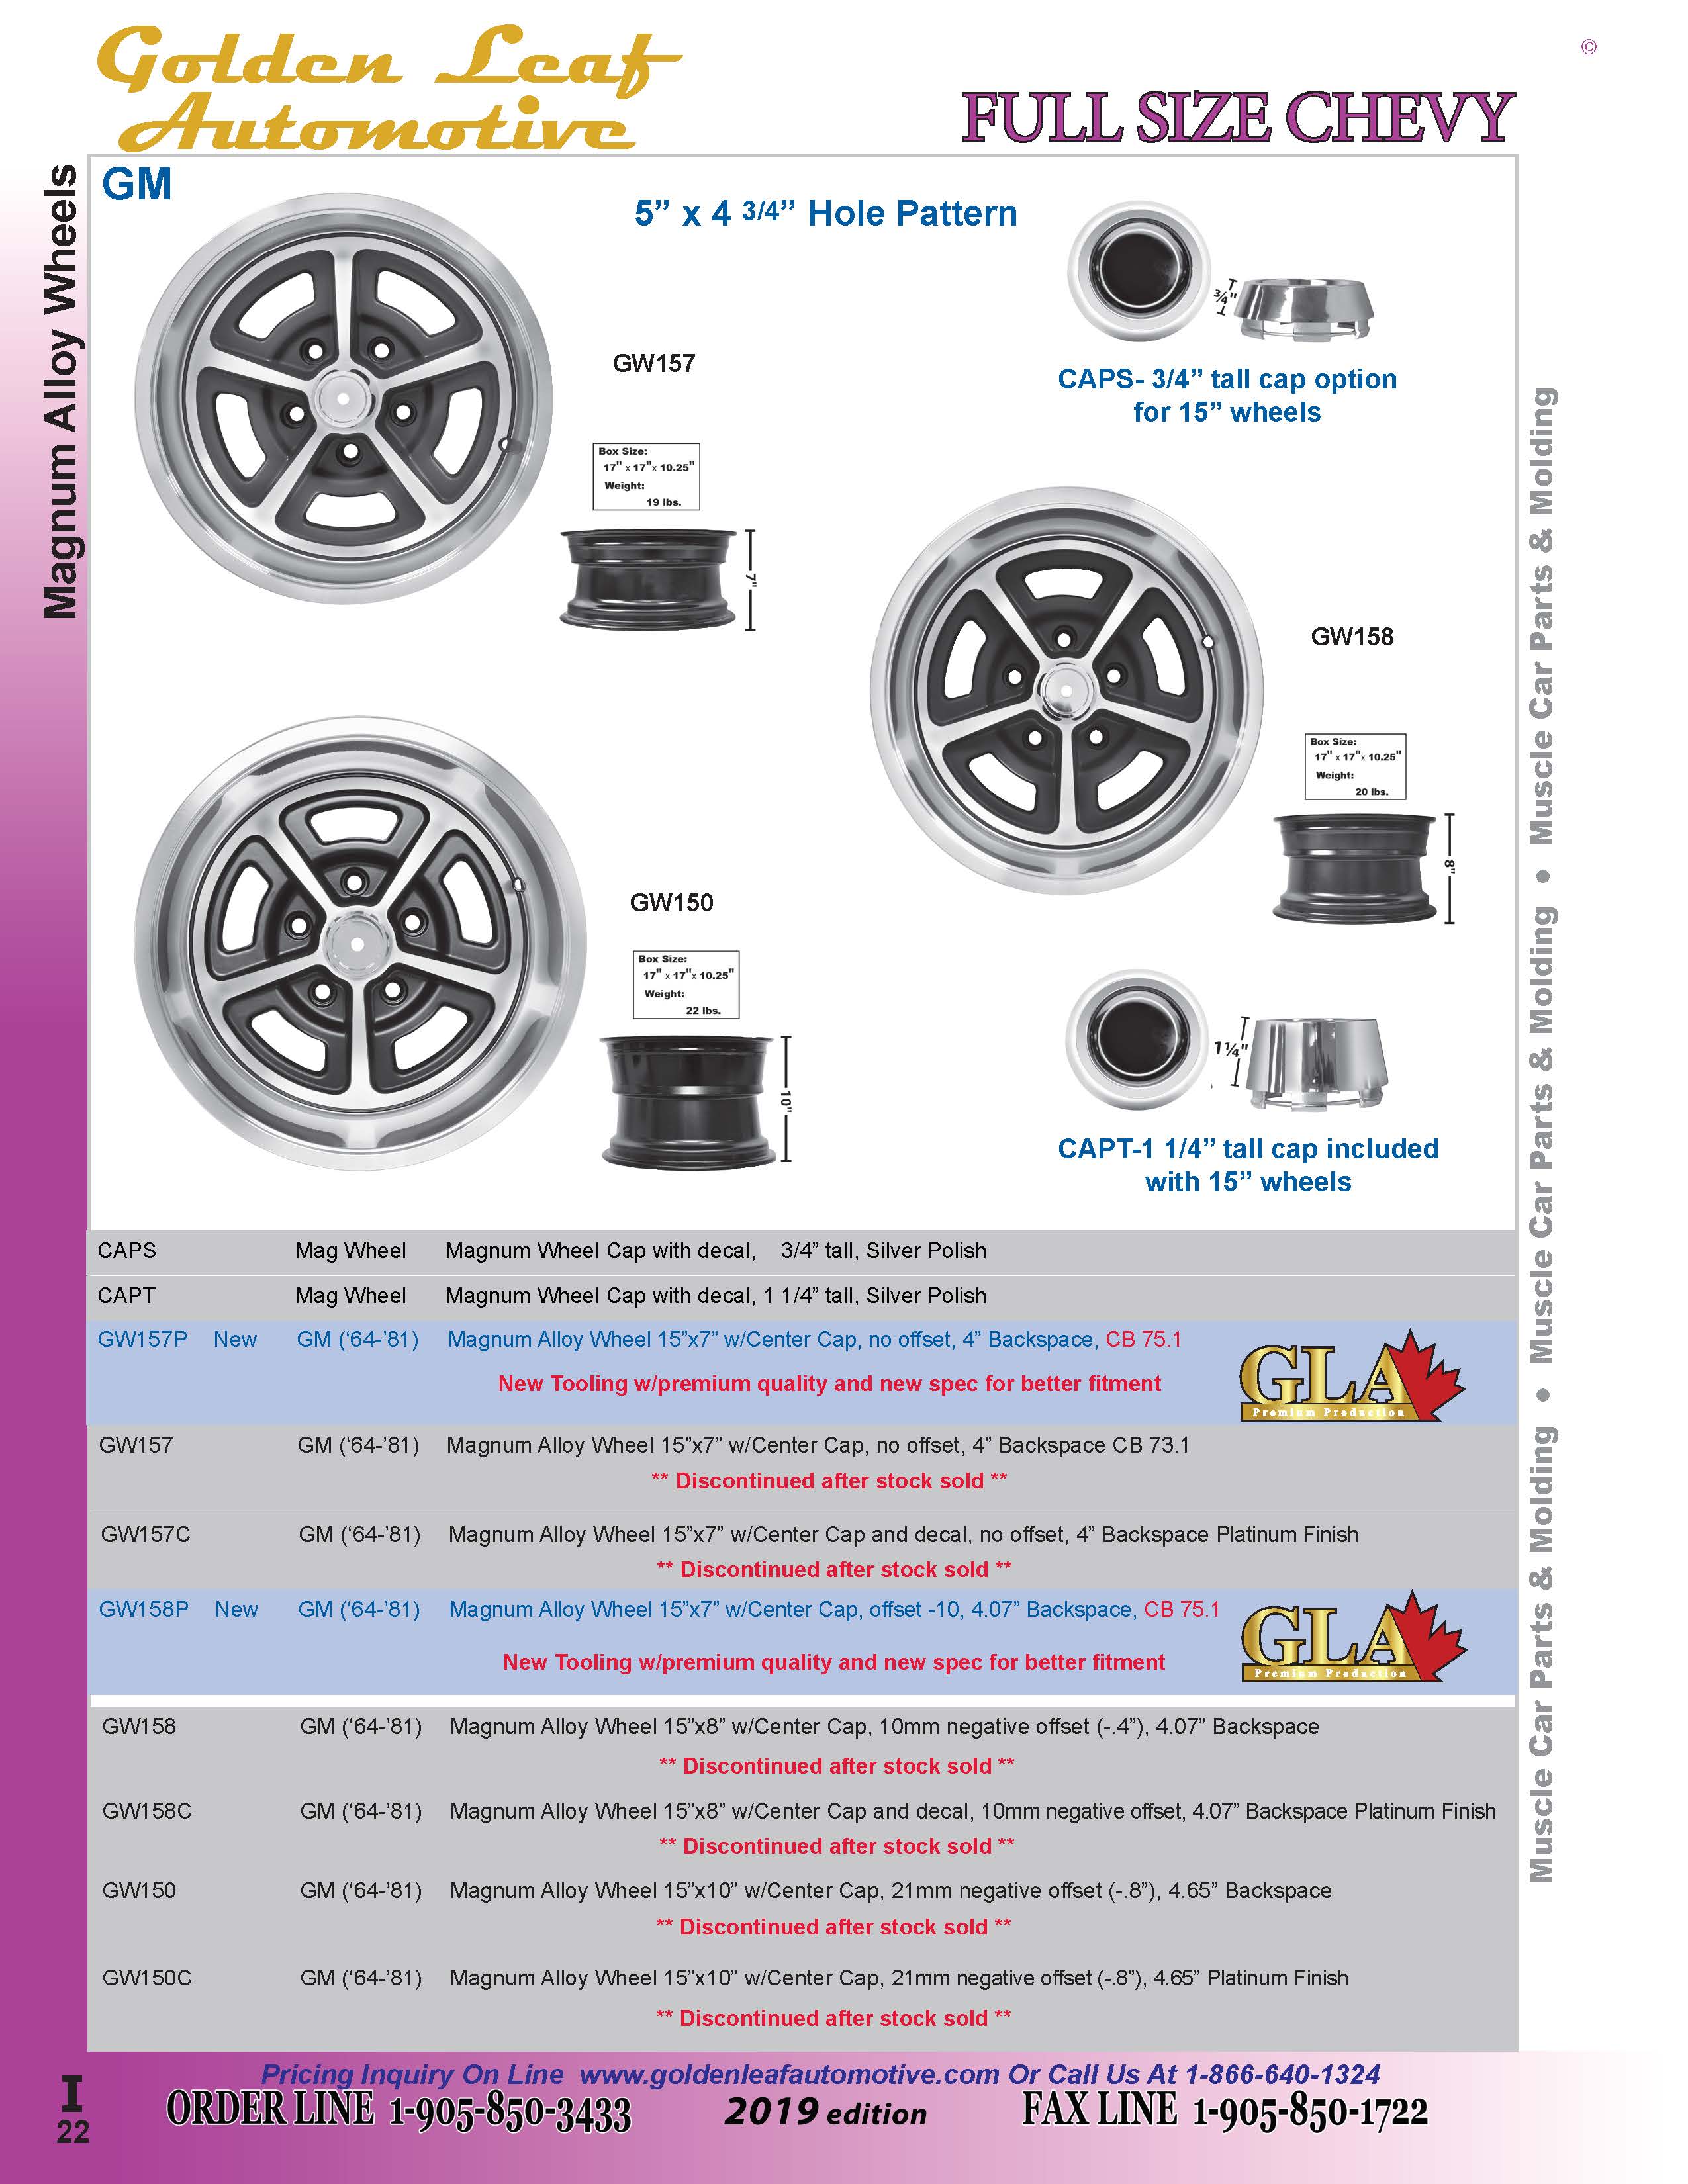 Golden Leaf
Automotive
©
FULL SIZE CHEVY
Magnum Alloy Wheels
GM
5” x 4 3/4” Hole Pattern
3/4"
GW157
CAPS- 3/4” tall cap option
for 15” wheels
Box Size:
17" x 17"x 10.25"
Weight:
19 lbs.
7"
GW158
Box Size:
17" x 17"x 10.25"
Weight:
20 lbs.
8"
GW150
Box Size:
17" x 17"x 10.25"
Weight:
22 lbs.
10"
1¼"
CAPT-1 1/4” tall cap included
with 15” wheels
CAPS Mag Wheel Magnum Wheel Cap with decal, 3/4” tall, Silver Polish
CAPT Mag Wheel Magnum Wheel Cap with decal, 1 1/4” tall, Silver Polish
GW157P New GM (‘64-’81) Magnum Alloy Wheel 15”x7” w/Center Cap, no offset, 4” Backspace, CB 75.1
New Tooling w/premium quality and new spec for better fitment
GLA
Premium Production
GW157 GM (‘64-’81) Magnum Alloy Wheel 15”x7” w/Center Cap, no offset, 4” Backspace CB 73.1
** Discontinued after stock sold **
GW157C GM (‘64-’81) Magnum Alloy Wheel 15”x7” w/Center Cap and decal, no offset, 4” Backspace Platinum Finish
** Discontinued after stock sold **
GW158P New GM (‘64-’81) Magnum Alloy Wheel 15”x7” w/Center Cap, offset -10, 4.07” Backspace, CB 75.1
New Tooling w/premium quality and new spec for better fitment
GLA
Premium Production
GW158 GM (‘64-’81) Magnum Alloy Wheel 15”x8” w/Center Cap, 10mm negative offset (-.4”), 4.07” Backspace
** Discontinued after stock sold **
GW158C GM (‘64-’81) Magnum Alloy Wheel 15”x8” w/Center Cap and decal, 10mm negative offset, 4.07” Backspace Platinum Finish
** Discontinued after stock sold **
GW150 GM (‘64-’81) Magnum Alloy Wheel 15”x10” w/Center Cap, 21mm negative offset (-.8”), 4.65” Backspace
** Discontinued after stock sold **
GW150C GM (‘64-’81) Magnum Alloy Wheel 15”x10” w/Center Cap, 21mm negative offset (-.8”), 4.65” Platinum Finish
** Discontinued after stock sold **
Muscle Car Parts & Molding • Muscle Car Parts & Molding • Muscle Car Parts & Molding
Pricing Inquiry On Line www.goldenleafautomotive.com Or Call Us At 1-866-640-1324
I
22
ORDER LINE 1-905-850-3433 2019 edition FAX LINE 1-905-850-1722